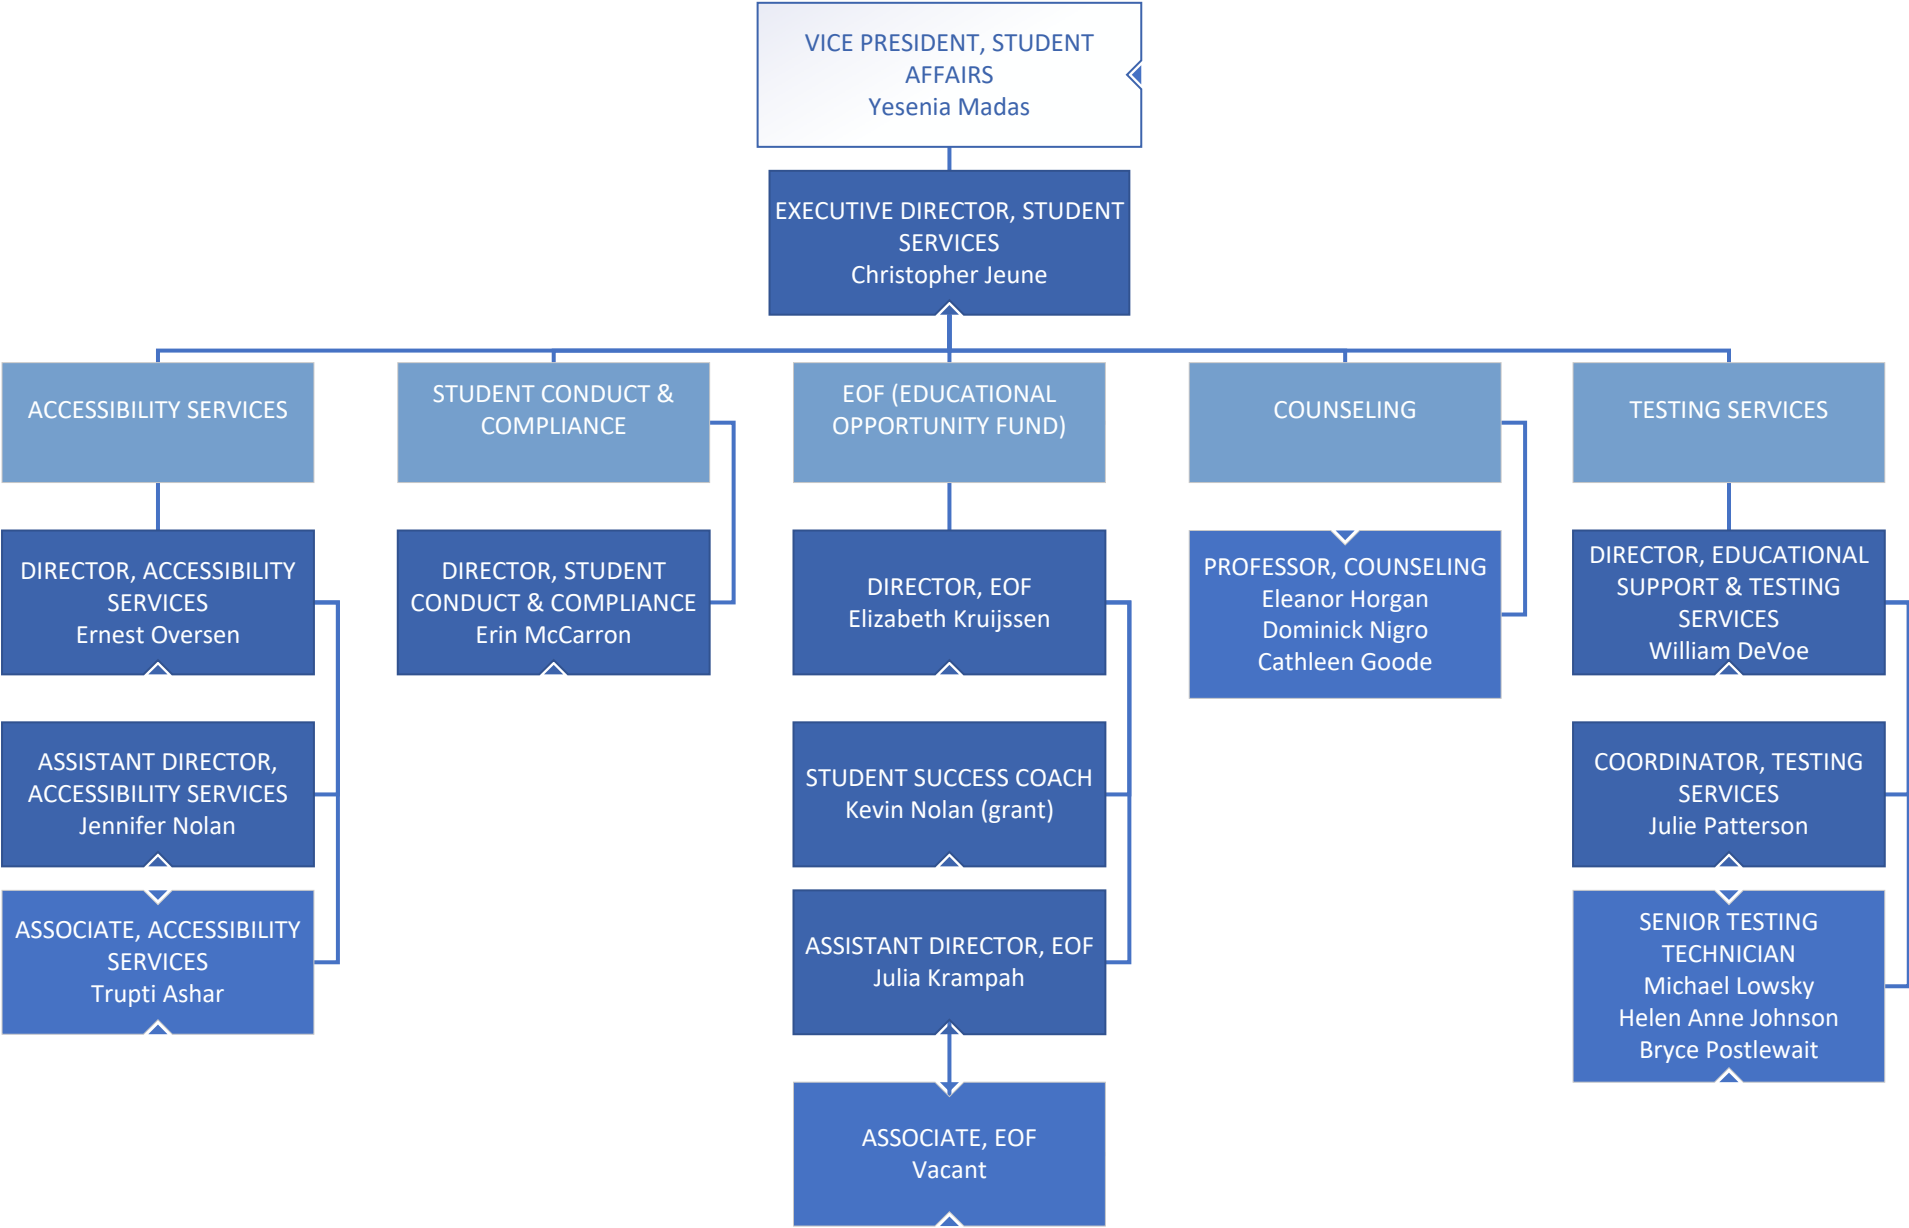 VICE PRESIDENT, STUDENT
AFFAIRS
Yesenia Madas
EXECUTIVE DIRECTOR, STUDENT
SERVICES
Christopher Jeune
ACCESSIBILITY SERVICES
STUDENT CONDUCT &
COMPLIANCE
EOF (EDUCATIONAL
OPPORTUNITY FUND)
COUNSELING
TESTING SERVICES
DIRECTOR, ACCESSIBILITY
SERVICES
Ernest Oversen
DIRECTOR, STUDENT
CONDUCT & COMPLIANCE
Erin McCarron
DIRECTOR, EOF
Elizabeth Kruijssen
PROFESSOR, COUNSELING
Eleanor Horgan
Dominick Nigro
Cathleen Goode
DIRECTOR, EDUCATIONAL
SUPPORT & TESTING
SERVICES
William DeVoe
ASSISTANT DIRECTOR,
ACCESSIBILITY SERVICES
Jennifer Nolan
STUDENT SUCCESS COACH
Kevin Nolan (grant)
COORDINATOR, TESTING
SERVICES
Julie Patterson
ASSOCIATE, ACCESSIBILITY
SERVICES
Trupti Ashar
ASSISTANT DIRECTOR, EOF
Julia Krampah
SENIOR TESTING
TECHNICIAN
Michael Lowsky
Helen Anne Johnson
Bryce Postlewait
ASSOCIATE, EOF
Vacant